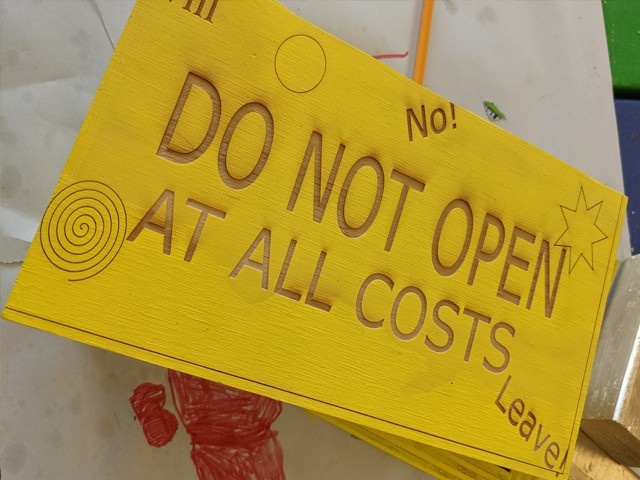 No!
DO NOT OPEN
AT ALL COSTS
Leave!